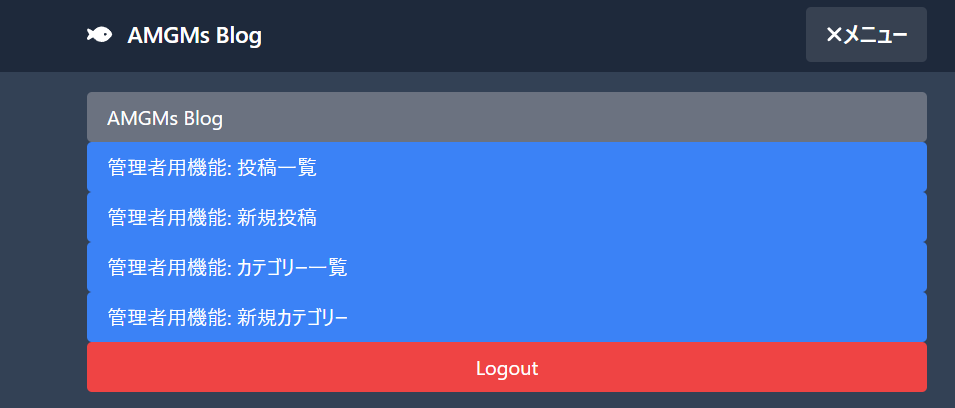 AMGMs Blog
×メニュー
AMGMs Blog
管理者用機能: 投稿一覧
管理者用機能: 新規投稿
管理者用機能: カテゴリー一覧
管理者用機能: 新規カテゴリー
Logout